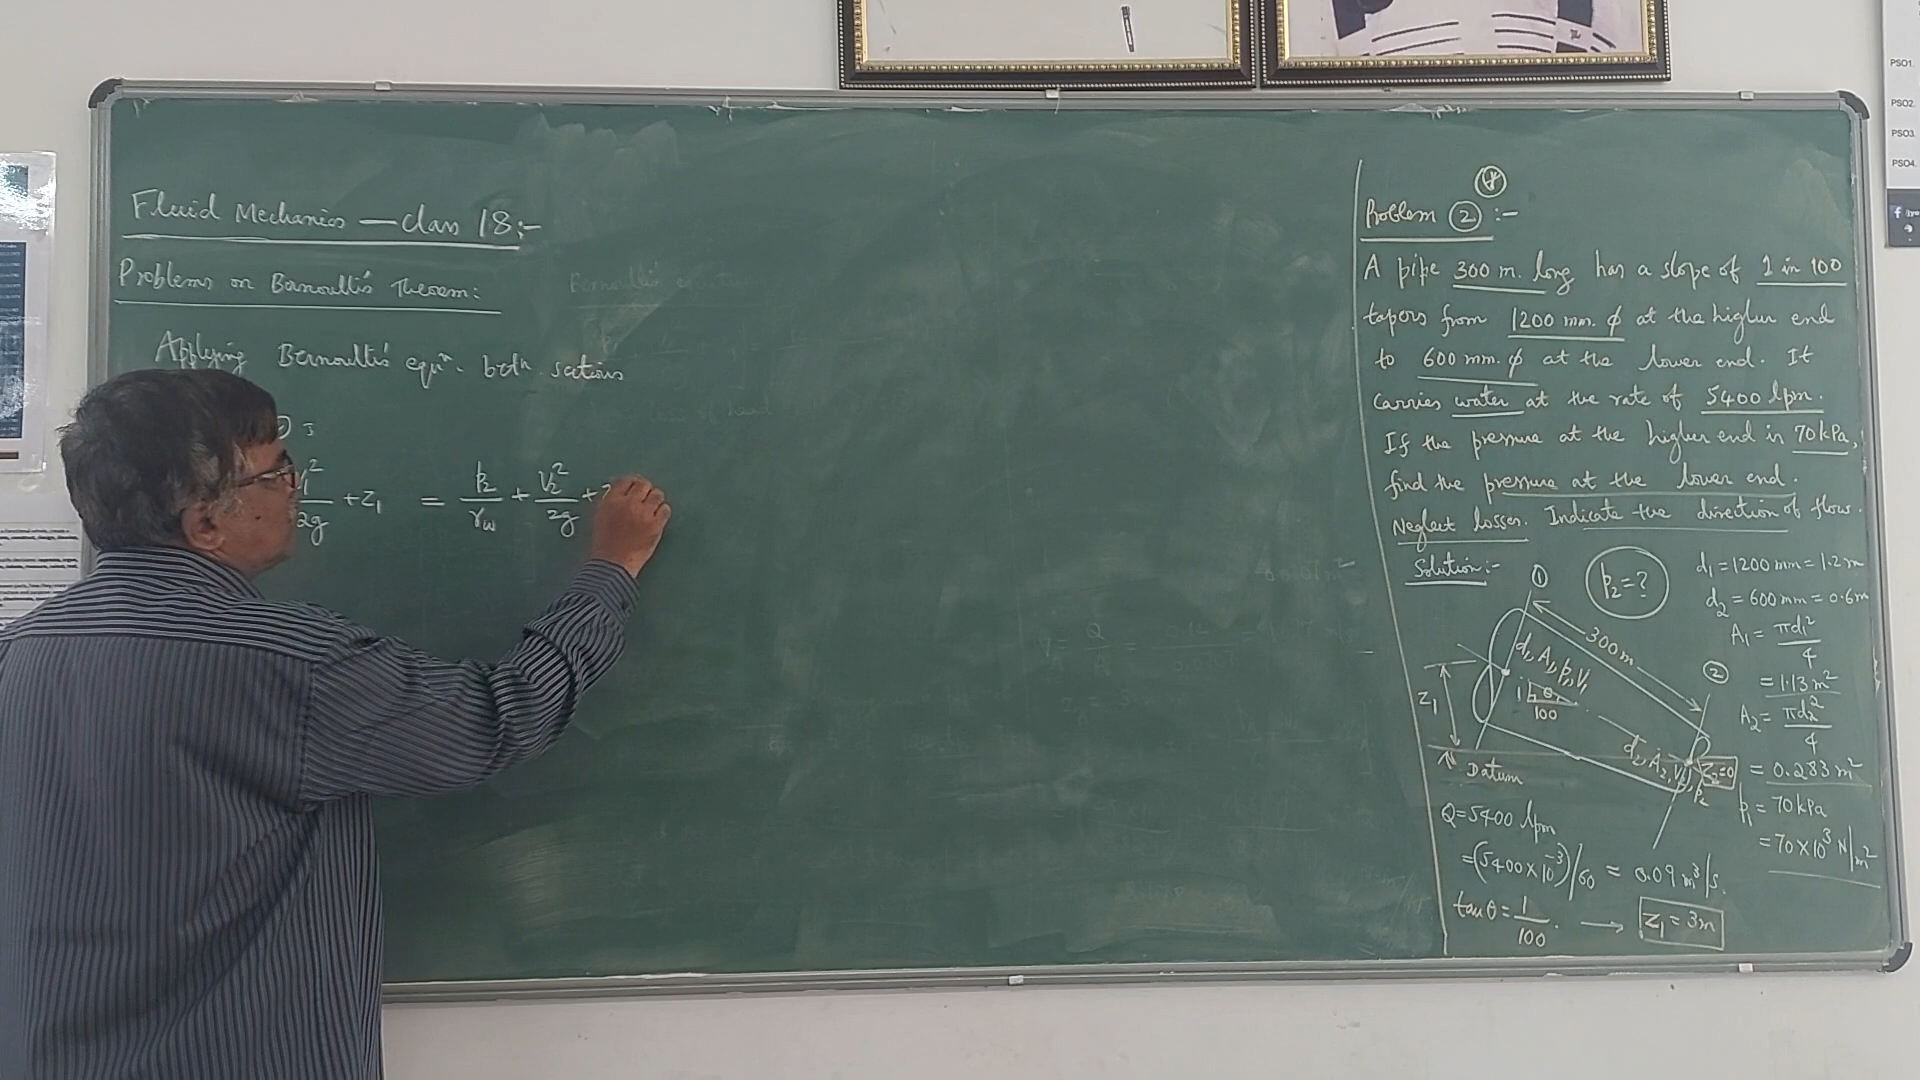 Fluid Mechanics — Class 18:-
Problems on Bernoulli's Theorem:
Applying Bernoulli's equn. betn. sections
V1²/2g + Z1 = p2/γw + V2²/2g +
Problem ② :-
A pipe 300 m. long has a slope of 1 in 100
tapers from 1200 mm. ϕ at the higher end
to 600 mm. ϕ at the lower end. It
carries water at the rate of 5400 lpm.
If the pressure at the higher end is 70 kPa,
find the pressure at the lower end.
Neglect losses. Indicate the direction of flow.
Solution:-
①
p2 = ?
d1 = 1200 mm = 1.2 m
d2 = 600 mm = 0.6 m
A1 = πd1²/4
= 1.13 m²
A2 = πd2²/4
= 0.283 m²
p1 = 70 kPa
= 70 × 10³ N/m²
300 m
②
d1, A1, p1, V1
θ
100
Z1
d2, A2, V2, p2
Z2=0
Datum
Q = 5400 lpm
= (5400 × 10⁻³)/60 = 0.09 m³/s.
tan θ = 1/100. → Z1 = 3m
PSO1.
PSO2.
PSO3.
PSO4.